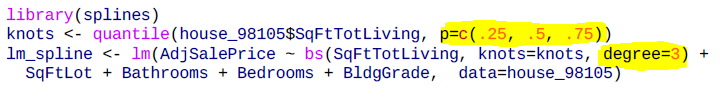 library(splines)
knots <- quantile(house_98105$SqFtTotLiving, p=c(.25, .5, .75))
lm_spline <- lm(AdjSalePrice ~ bs(SqFtTotLiving, knots=knots, degree=3) +
  SqFtLot + Bathrooms + Bedrooms + BldgGrade,  data=house_98105)